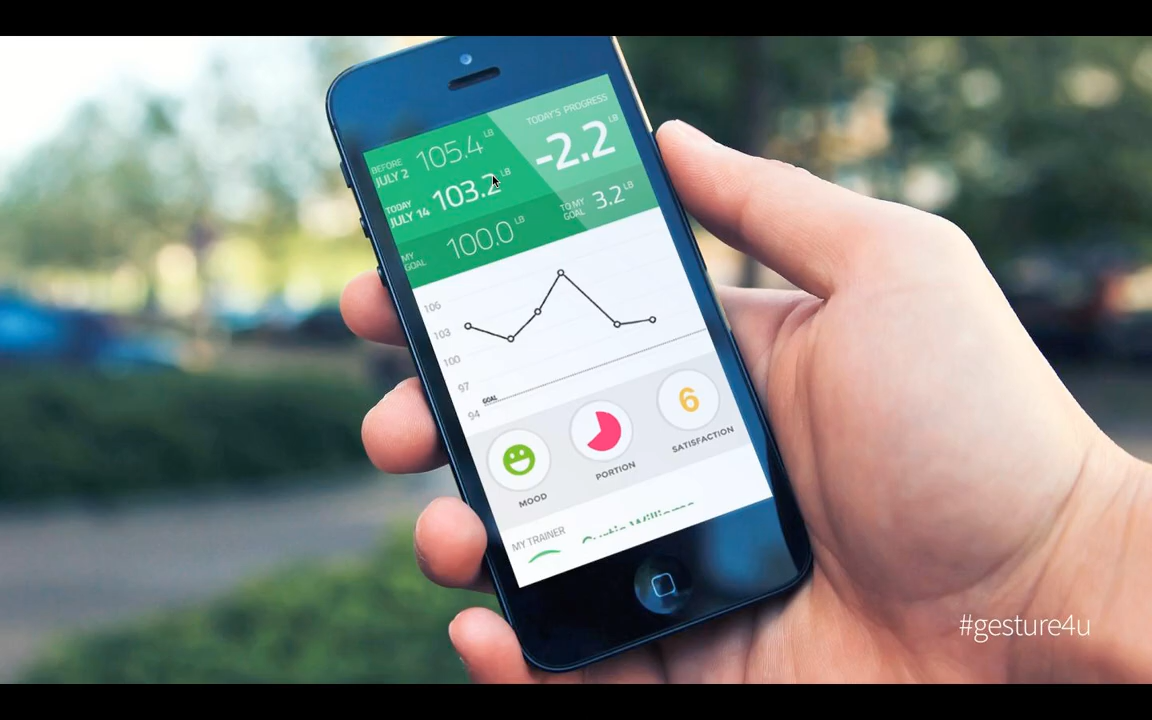 TODAY'S PROGRESS
-2.2 LB
BEFORE
JULY 2
105.4 LB
TODAY
JULY 14
103.2 LB
MY
GOAL
100.0 LB
TO MY
GOAL
3.2 LB
106
103
100
97
94
GOAL
MOOD
PORTION
6
SATISFACTION
MY TRAINER
#gesture4u